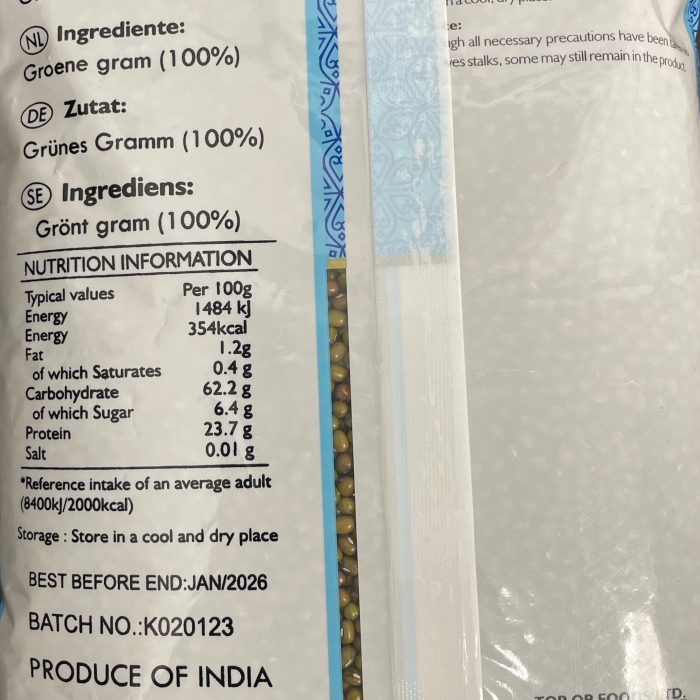 NL Ingrediente:
Groene gram (100%)
DE Zutat:
Grünes Gramm (100%)
SE Ingrediens:
Grönt gram (100%)
NUTRITION INFORMATION
Typical values Per 100g
Energy 1484 kJ
Energy 354kcal
Fat 1.2g
of which Saturates 0.4 g
Carbohydrate 62.2 g
of which Sugar 6.4 g
Protein 23.7 g
Salt 0.01 g
*Reference intake of an average adult
(8400kJ/2000kcal)
Storage : Store in a cool and dry place
BEST BEFORE END:JAN/2026
BATCH NO.:K020123
PRODUCE OF INDIA
all necessary precautions have been
stalks, some may still remain in the product